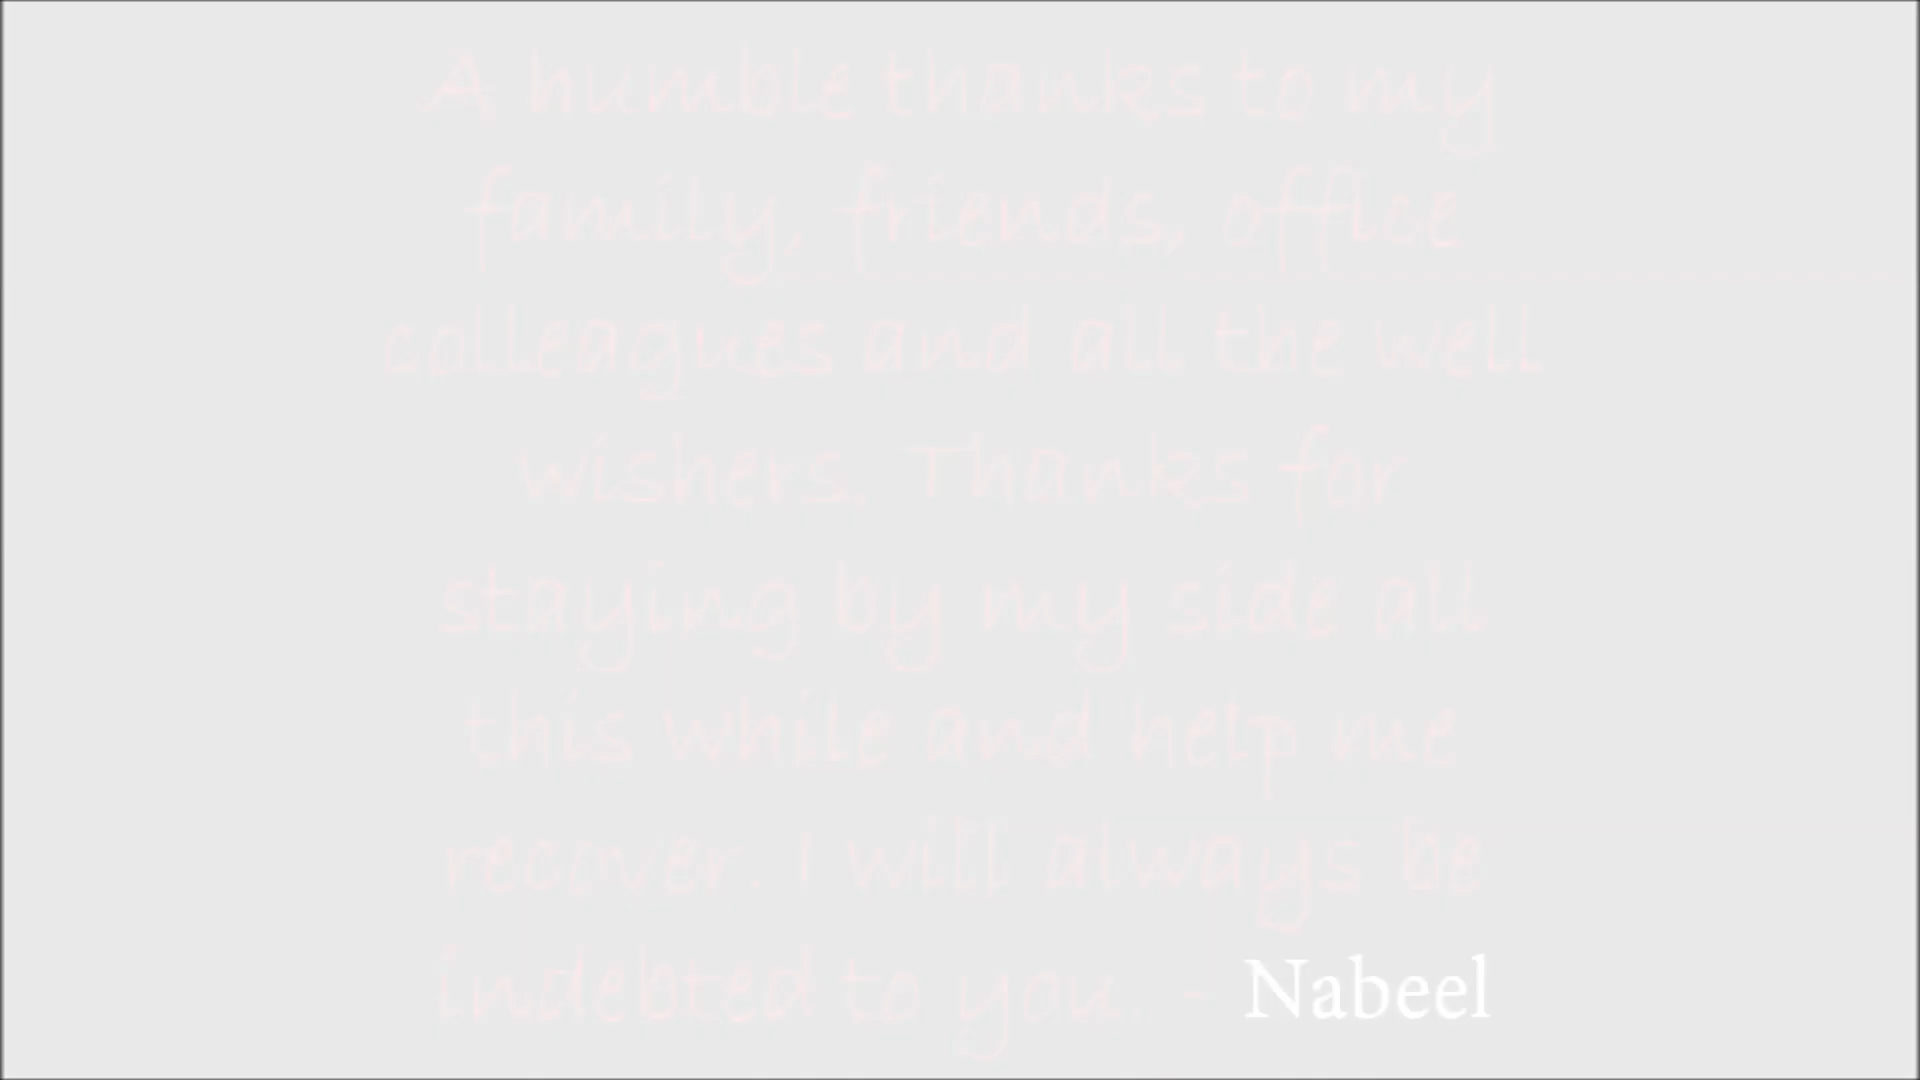 A humble thanks to my
family, friends, office
colleagues and all the well
wishers. Thanks for
staying by my side all
this while and help me
recover. I will always be
indebted to you. - Nabeel